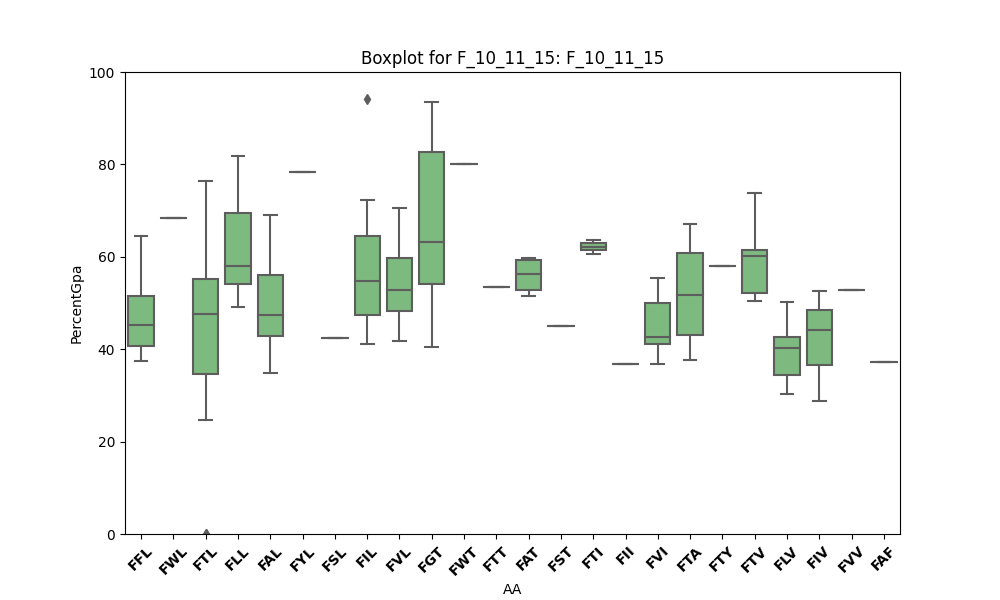 Boxplot for F_10_11_15: F_10_11_15
100
80
60
40
20
0
PercentGpa
FFL FWL FTL FLL FAL FYL FSL FIL FVL FGT FWT FTT FAT FST FTI FII FVI FTA FTY FTV FLV FIV FVV FAF
AA